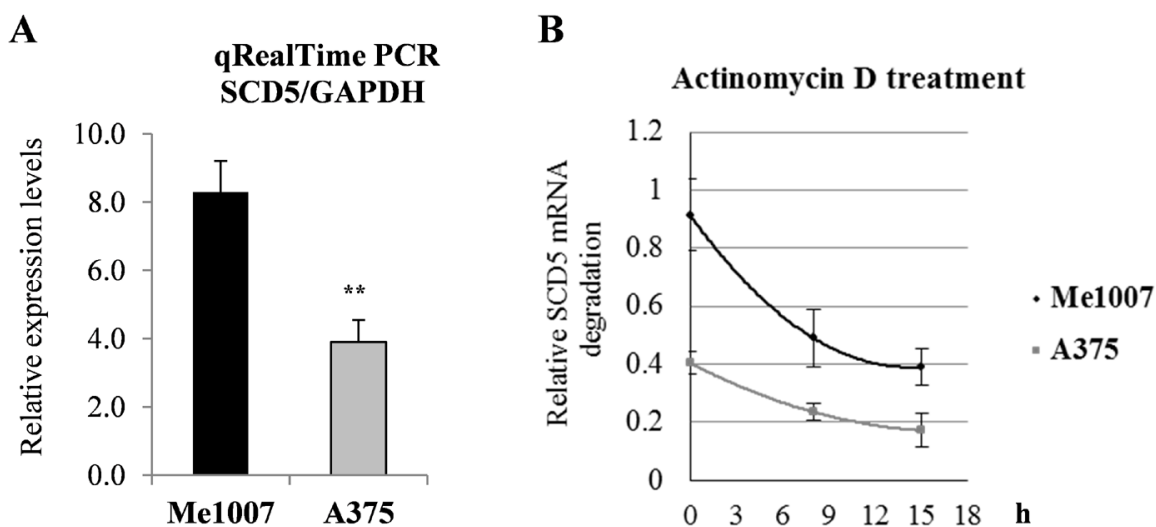 A
qRealTime PCR
SCD5/GAPDH
Relative expression levels
10.0
8.0
6.0
4.0
2.0
0.0
**
Me1007 A375
B
Actinomycin D treatment
Relative SCD5 mRNA
degradation
1.2
1
0.8
0.6
0.4
0.2
0
0 3 6 9 12 15 18 h
Me1007
A375